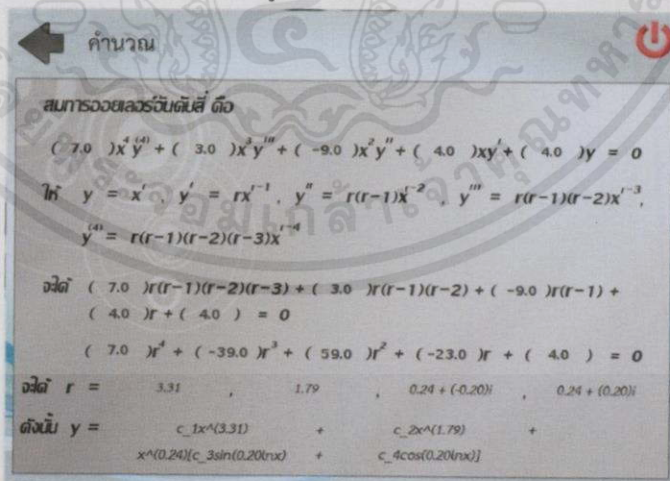 คำนวณ
สมการออยเลอร์อันดับสี่ คือ
( 7.0 )x⁴y⁽⁴⁾ + ( 3.0 )x³y''' + ( -9.0 )x²y'' + ( 4.0 )xy' + ( 4.0 )y = 0
ให้ y = xʳ , y' = rxʳ⁻¹ , y'' = r(r-1)xʳ⁻² , y''' = r(r-1)(r-2)xʳ⁻³ ,
y⁽⁴⁾ = r(r-1)(r-2)(r-3)xʳ⁻⁴
จะได้ ( 7.0 )r(r-1)(r-2)(r-3) + ( 3.0 )r(r-1)(r-2) + ( -9.0 )r(r-1) +
( 4.0 )r + ( 4.0 ) = 0
( 7.0 )r⁴ + ( -39.0 )r³ + ( 59.0 )r² + ( -23.0 )r + ( 4.0 ) = 0
จะได้ r = 3.31 , 1.79 , 0.24 + (-0.20)i , 0.24 + (0.20)i
ดังนั้น y = c_1x^(3.31) + c_2x^(1.79) +
x^(0.24)[c_3sin(0.20lnx) + c_4cos(0.20lnx)]